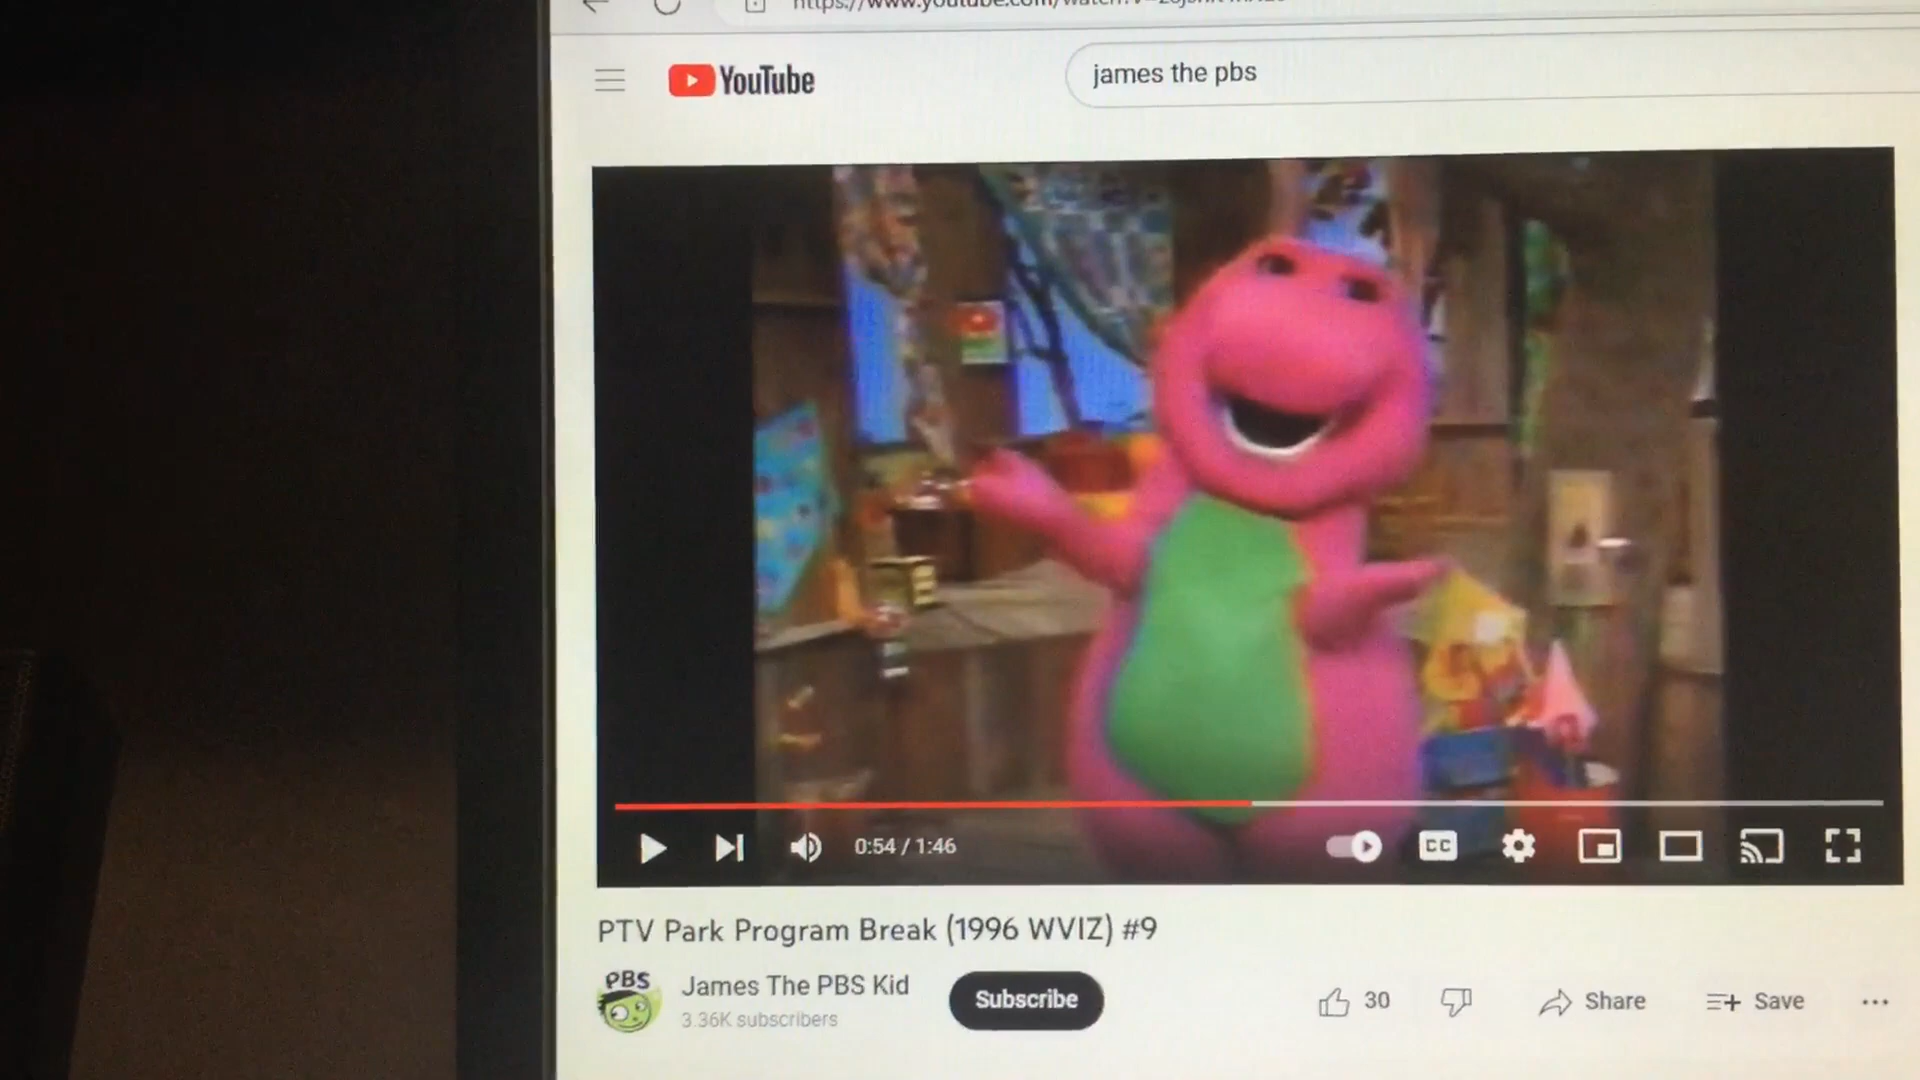 YouTube
james the pbs
0:54 / 1:46
CC
PTV Park Program Break (1996 WVIZ) #9
PBS
James The PBS Kid
3.36K subscribers
Subscribe
30
Share
Save